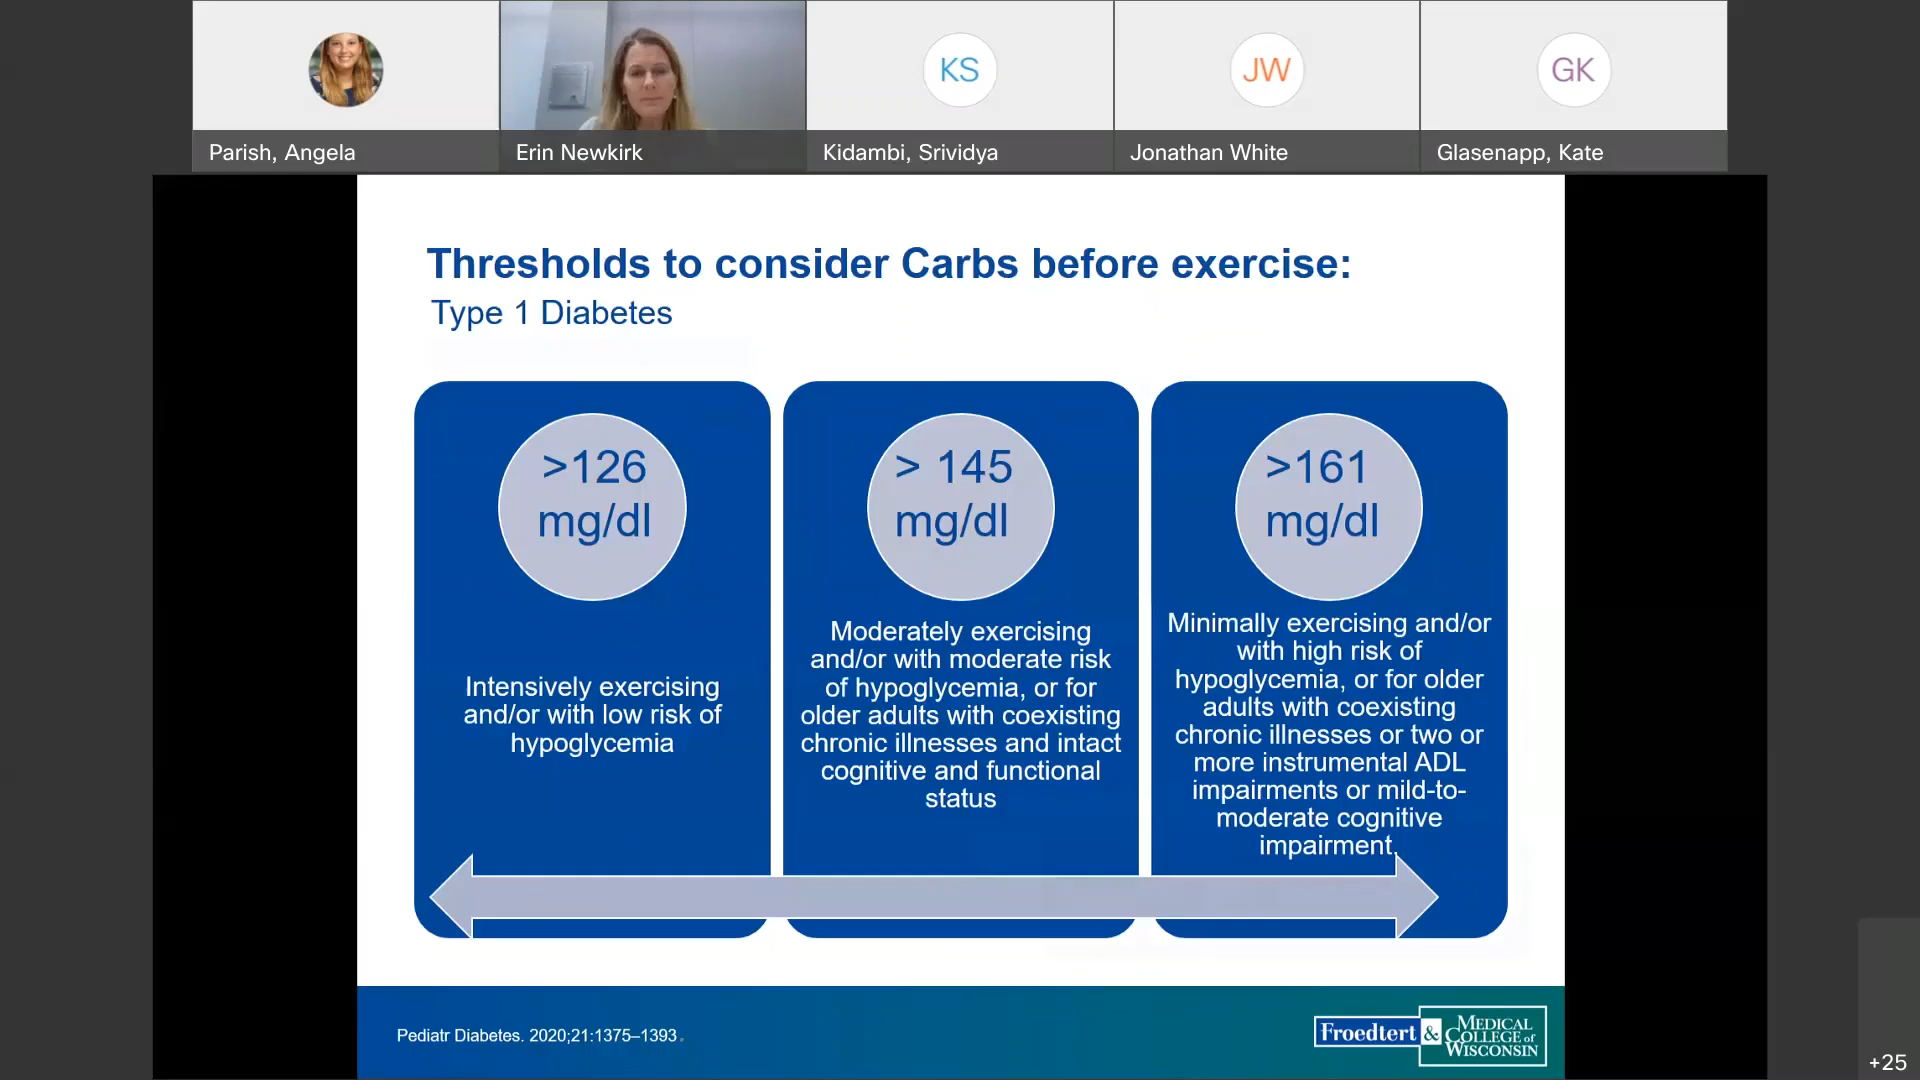 KS
JW
GK
Parish, Angela
Erin Newkirk
Kidambi, Srividya
Jonathan White
Glasenapp, Kate
Thresholds to consider Carbs before exercise:
Type 1 Diabetes
>126
mg/dl
Intensively exercising
and/or with low risk of
hypoglycemia
> 145
mg/dl
Moderately exercising
and/or with moderate risk
of hypoglycemia, or for
older adults with coexisting
chronic illnesses and intact
cognitive and functional
status
>161
mg/dl
Minimally exercising and/or
with high risk of
hypoglycemia, or for older
adults with coexisting
chronic illnesses or two or
more instrumental ADL
impairments or mild-to-
moderate cognitive
impairment.
Pediatr Diabetes. 2020;21:1375–1393.
Froedtert &
MEDICAL
COLLEGE of
WISCONSIN
+25